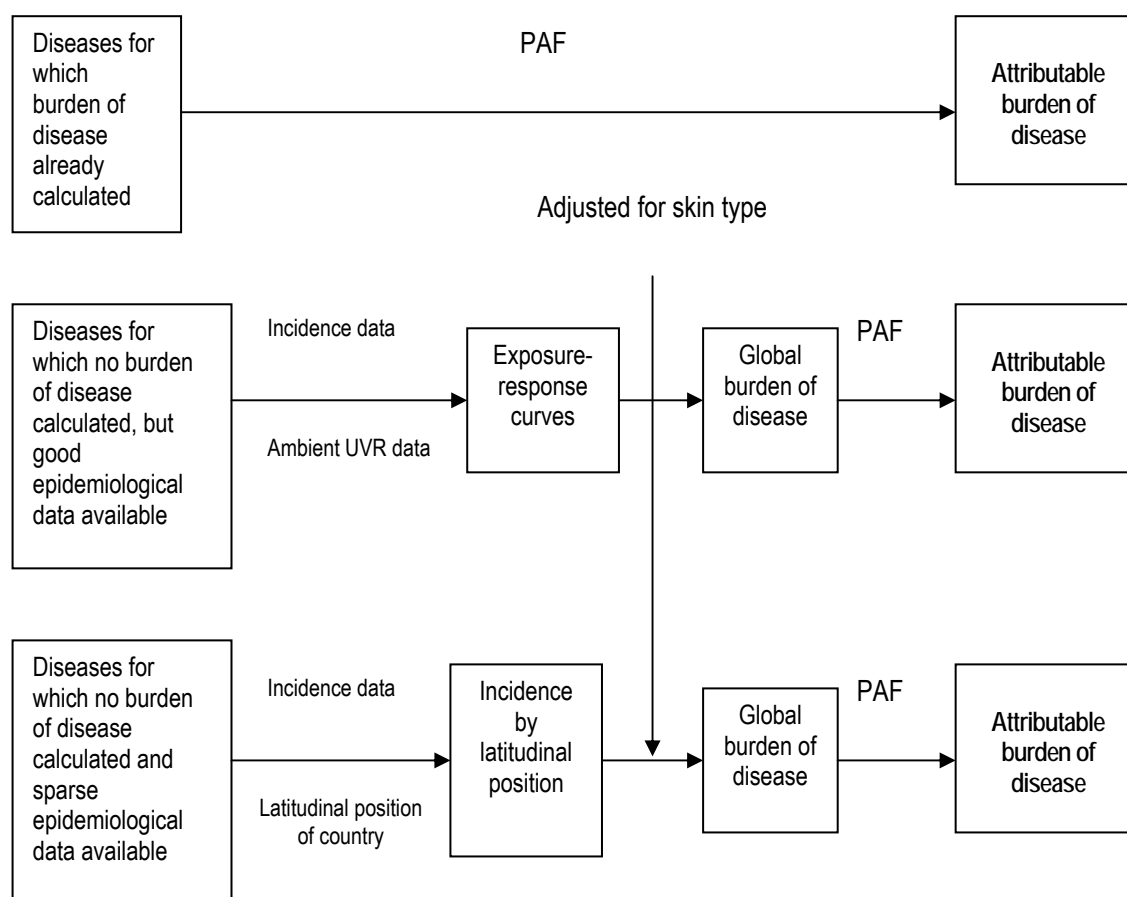 Diseases for
which
burden of
disease
already
calculated
PAF
Attributable
burden of
disease
Adjusted for skin type
Diseases for
which no burden
of disease
calculated, but
good
epidemiological
data available
Incidence data
Ambient UVR data
Exposure-
response
curves
Global
burden of
disease
PAF
Attributable
burden of
disease
Diseases for
which no burden
of disease
calculated and
sparse
epidemiological
data available
Incidence data
Latitudinal position
of country
Incidence
by
latitudinal
position
Global
burden of
disease
PAF
Attributable
burden of
disease